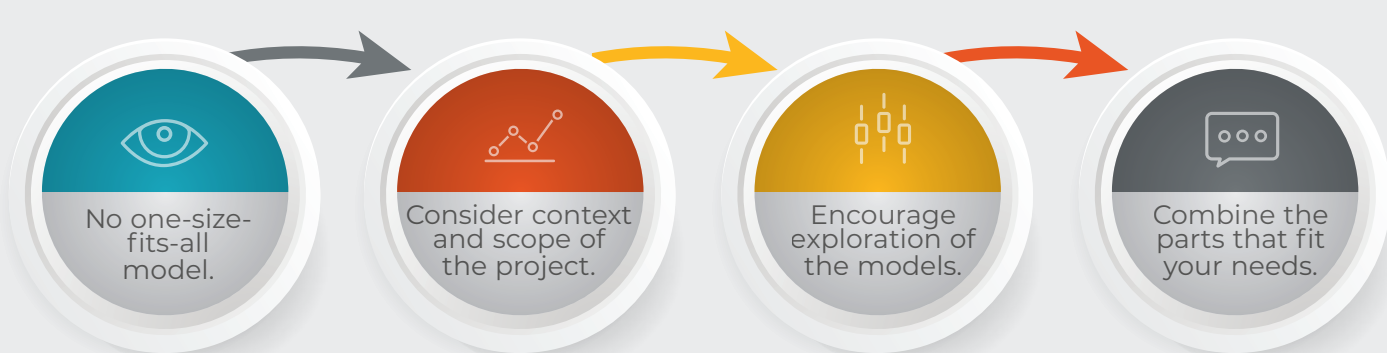 No one-size-
fits-all
model.
Consider context
and scope of
the project.
Encourage
exploration of
the models.
Combine the
parts that fit
your needs.